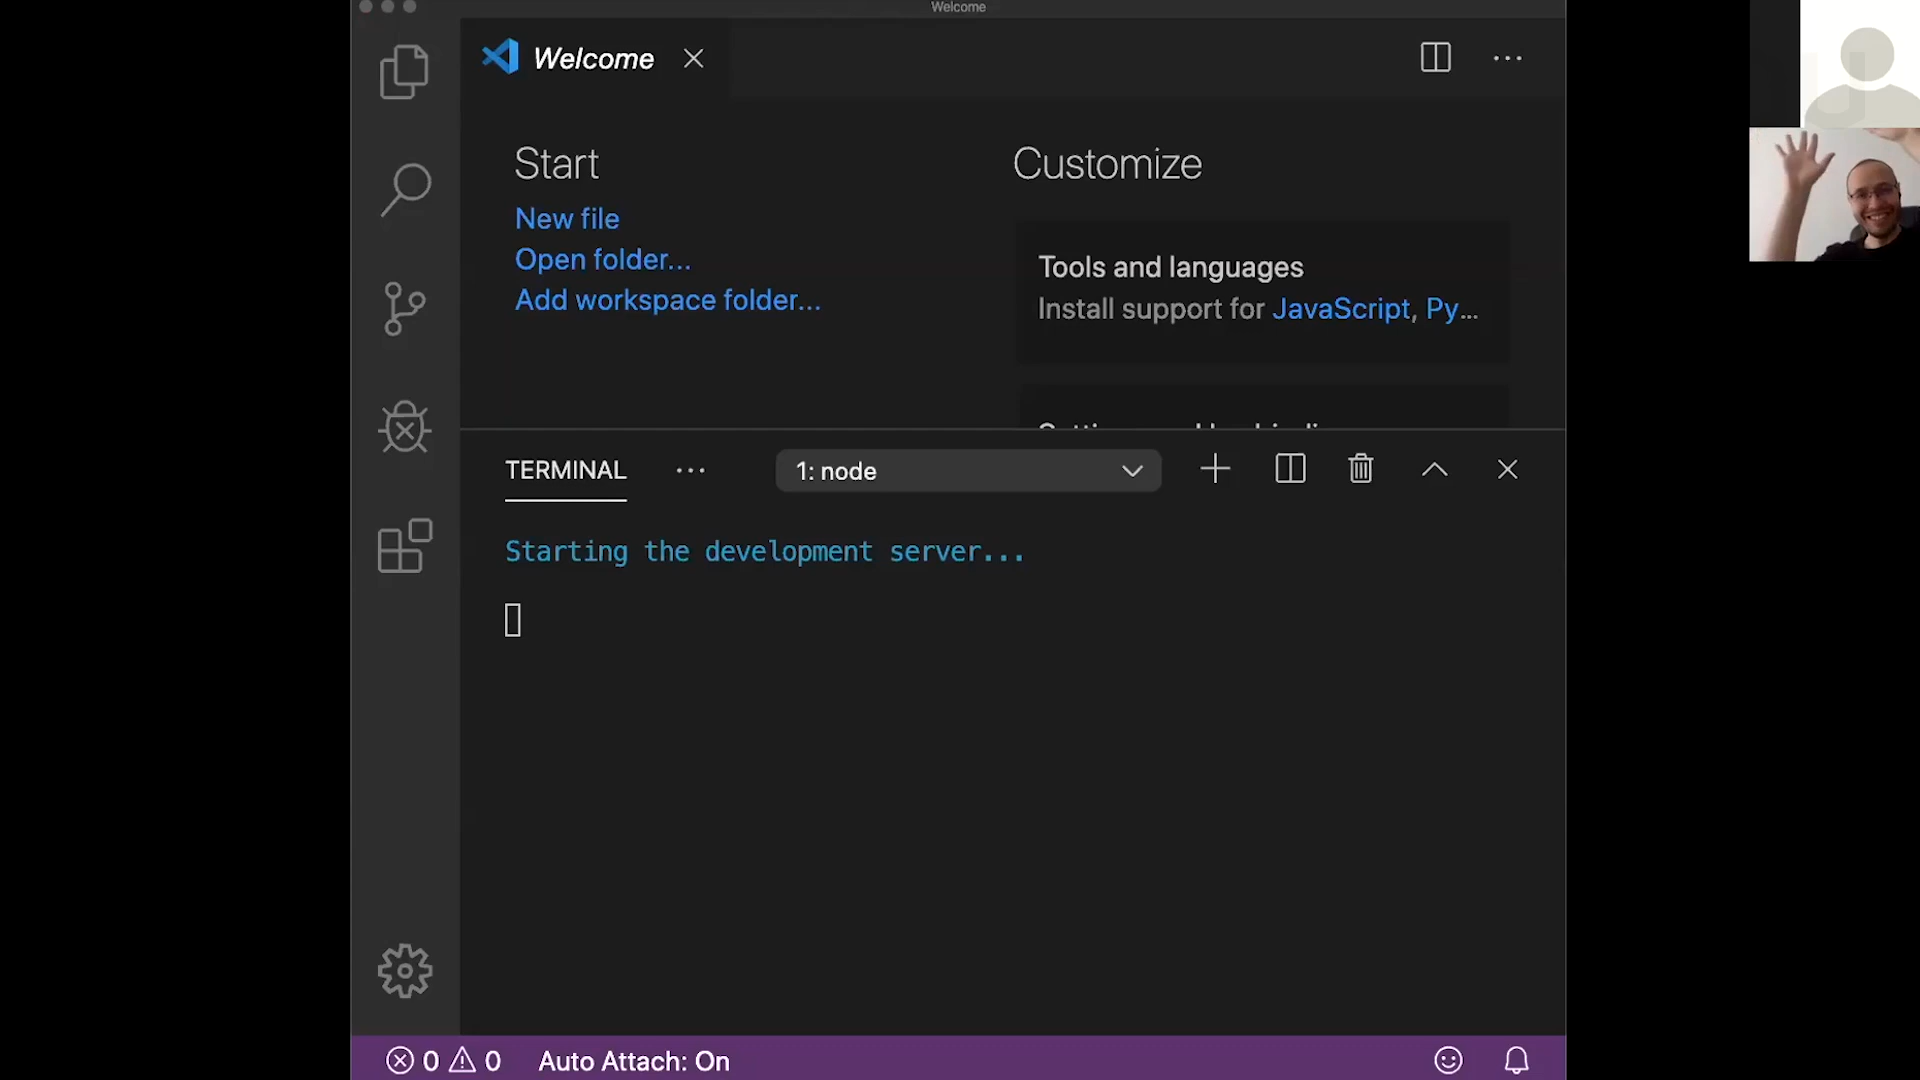 Welcome
Welcome
Start
New file
Open folder...
Add workspace folder...
Customize
Tools and languages
Install support for JavaScript, Py...
TERMINAL
1: node
Starting the development server...
0 0 Auto Attach: On